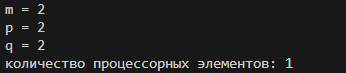 m = 2
p = 2
q = 2
количество процессорных элементов: 1